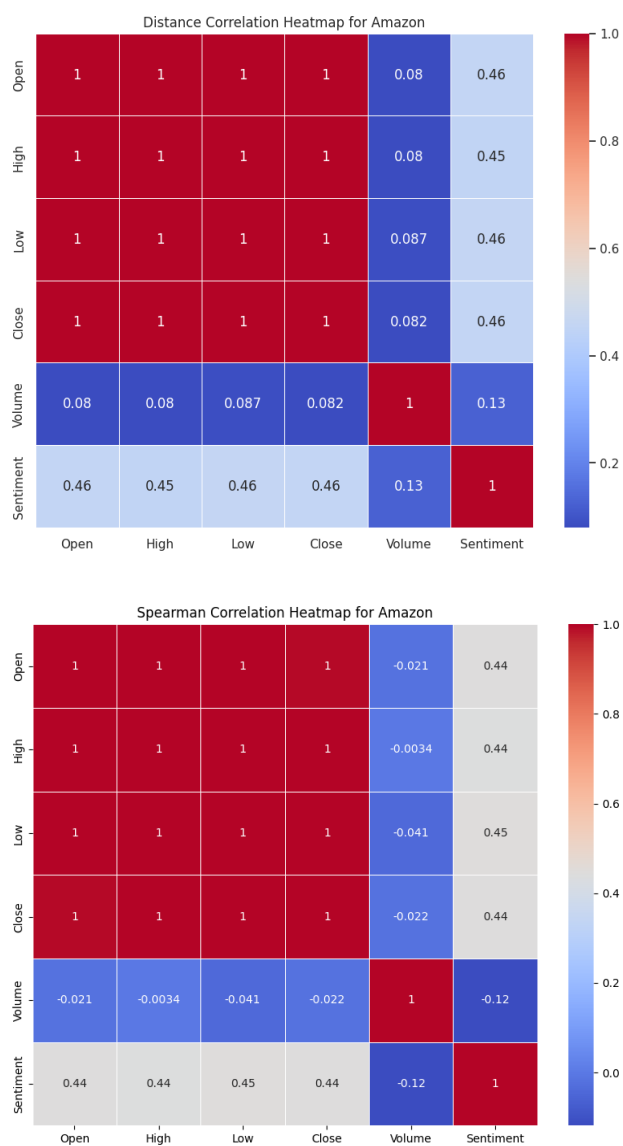 Distance Correlation Heatmap for Amazon
Open 1 1 1 1 0.08 0.46
High 1 1 1 1 0.08 0.45
Low 1 1 1 1 0.087 0.46
Close 1 1 1 1 0.082 0.46
Volume 0.08 0.08 0.087 0.082 1 0.13
Sentiment 0.46 0.45 0.46 0.46 0.13 1
Open High Low Close Volume Sentiment
1.0
0.8
0.6
0.4
0.2
Spearman Correlation Heatmap for Amazon
Open 1 1 1 1 -0.021 0.44
High 1 1 1 1 -0.0034 0.44
Low 1 1 1 1 -0.041 0.45
Close 1 1 1 1 -0.022 0.44
Volume -0.021 -0.0034 -0.041 -0.022 1 -0.12
Sentiment 0.44 0.44 0.45 0.44 -0.12 1
Open High Low Close Volume Sentiment
1.0
0.8
0.6
0.4
0.2
0.0